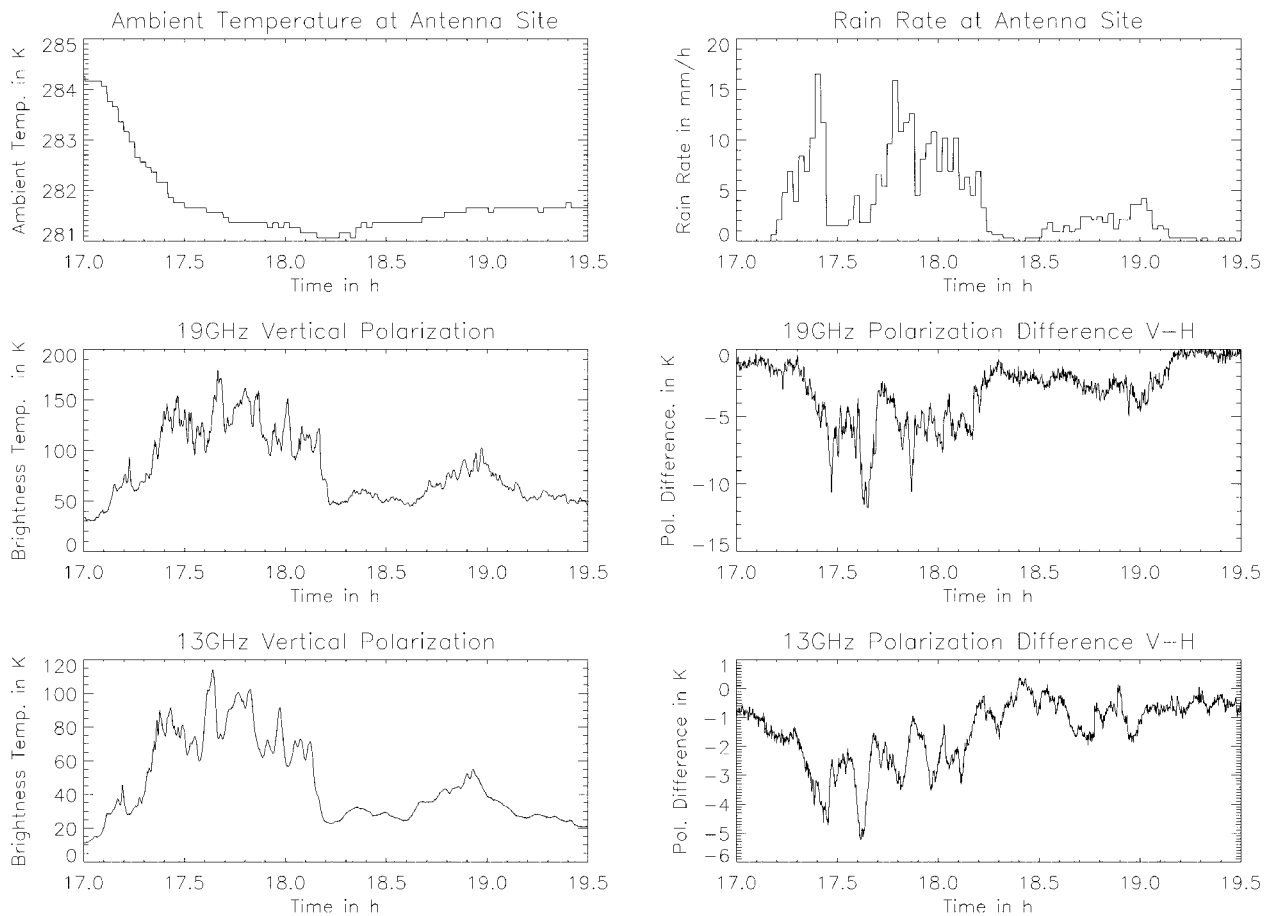 Ambient Temperature at Antenna Site
Ambient Temp. in K
285
284
283
282
281
17.0 17.5 18.0 18.5 19.0 19.5
Time in h
Rain Rate at Antenna Site
Rain Rate in mm/h
20
15
10
5
0
17.0 17.5 18.0 18.5 19.0 19.5
Time in h
19GHz Vertical Polarization
Brightness Temp. in K
200
150
100
50
0
17.0 17.5 18.0 18.5 19.0 19.5
Time in h
19GHz Polarization Difference V-H
Pol. Difference. in K
0
-5
-10
-15
17.0 17.5 18.0 18.5 19.0 19.5
Time in h
13GHz Vertical Polarization
Brightness Temp. in K
120
100
80
60
40
20
0
17.0 17.5 18.0 18.5 19.0 19.5
Time in h
13GHz Polarization Difference V-H
Pol. Difference in K
1
0
-1
-2
-3
-4
-5
-6
17.0 17.5 18.0 18.5 19.0 19.5
Time in h